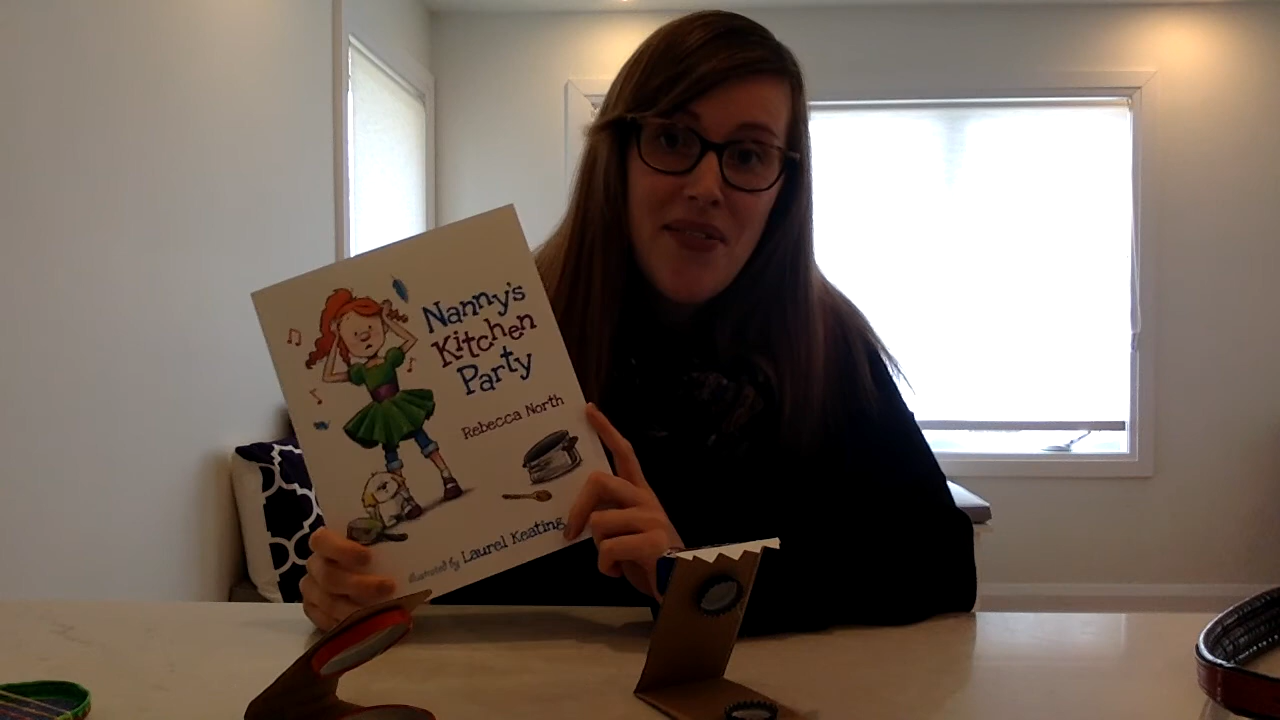 Nanny's
Kitchen
Party
Rebecca North
illustrated by Laurel Keating